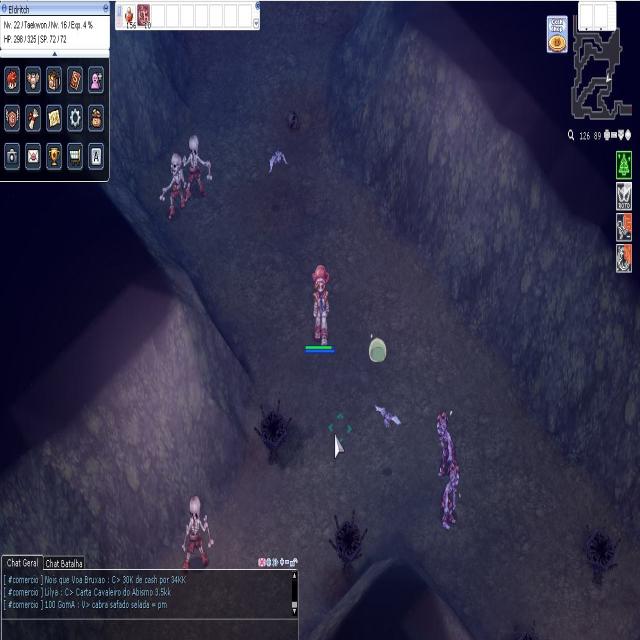 Eldritch
Nv. 22 / Taekwon / Nv. 16 / Exp. 4 %
HP. 298 / 325 | SP. 72 / 72
156
10
126 89
Chat Geral
Chat Batalha
[ #comercio ] Nois que Voa Bruxao : C> 30K de cash por 34KK
[ #comercio ] Lilya : C> Carta Cavaleiro do Abismo 3.5kk
[ #comercio ] 100 GomA : V> cabra safado selada = pm